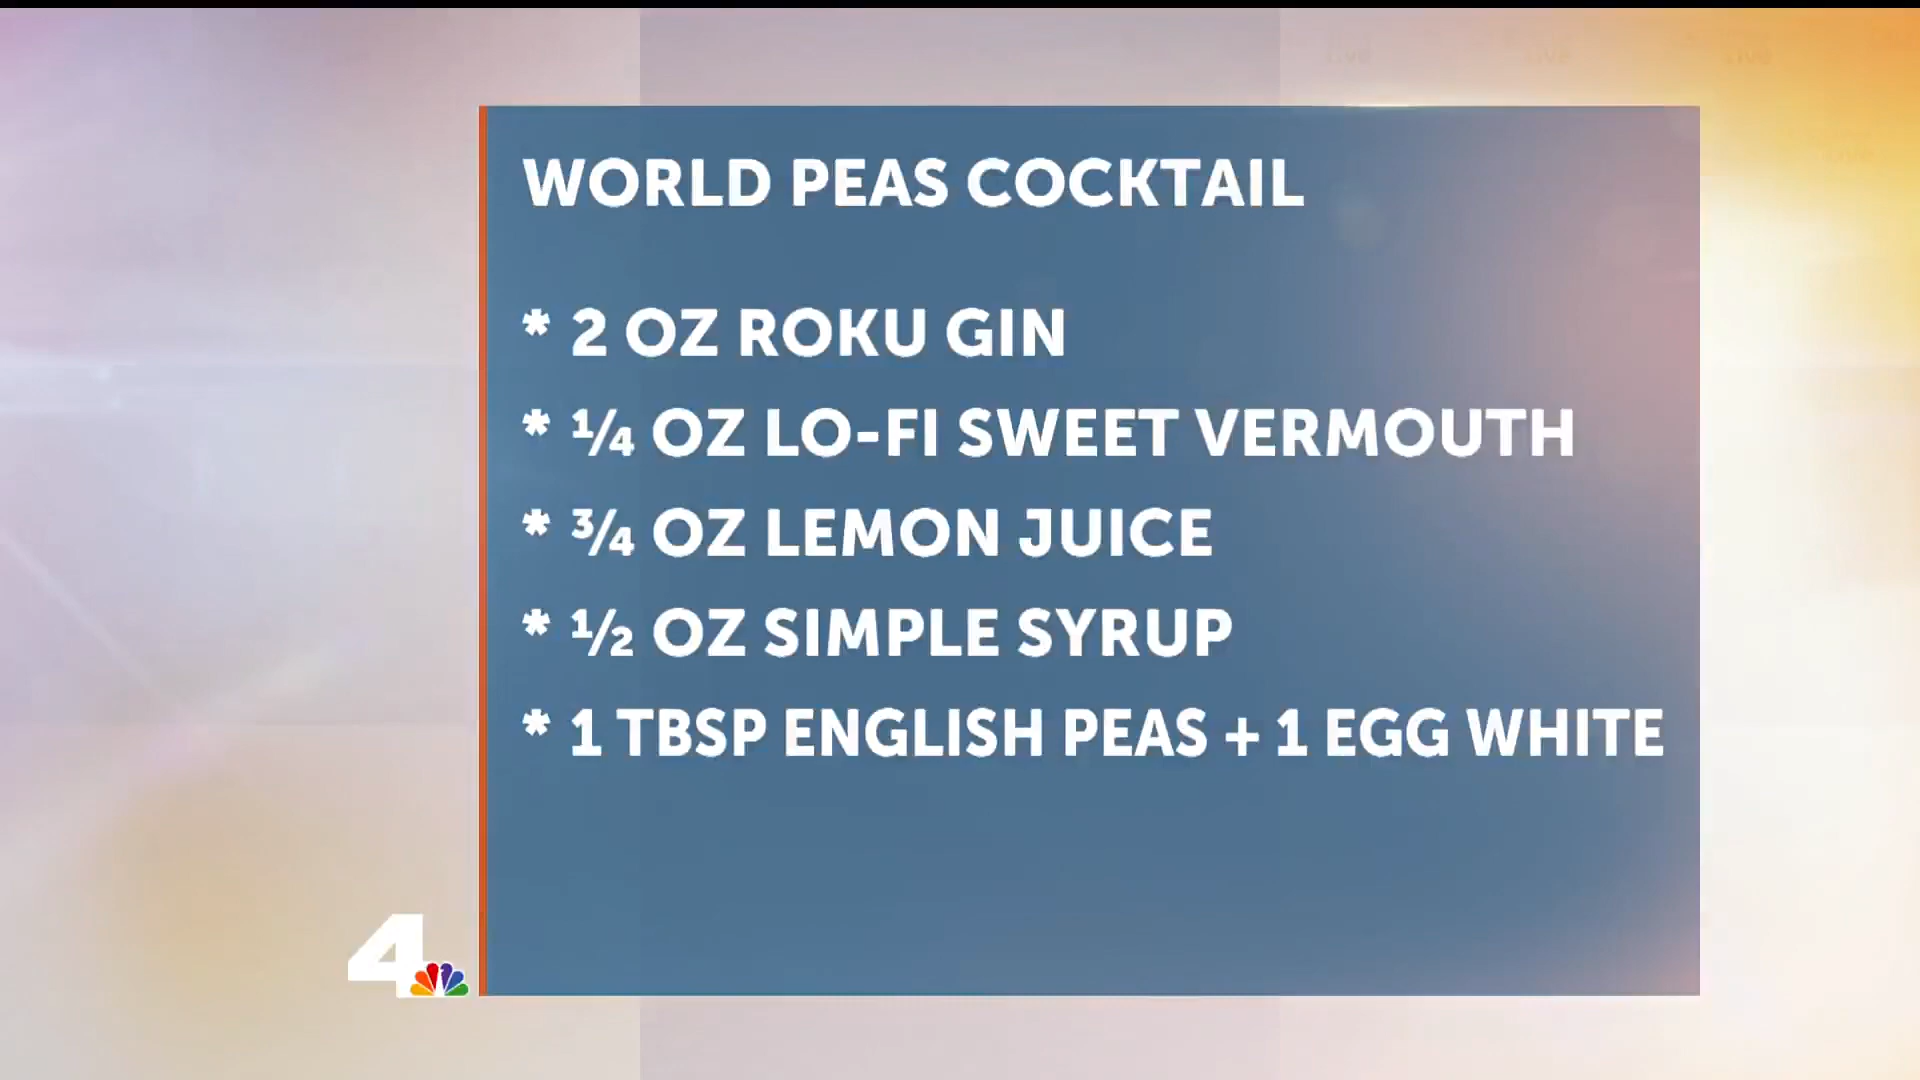 WORLD PEAS COCKTAIL
* 2 OZ ROKU GIN
* ¼ OZ LO-FI SWEET VERMOUTH
* ¾ OZ LEMON JUICE
* ½ OZ SIMPLE SYRUP
* 1 TBSP ENGLISH PEAS + 1 EGG WHITE
4